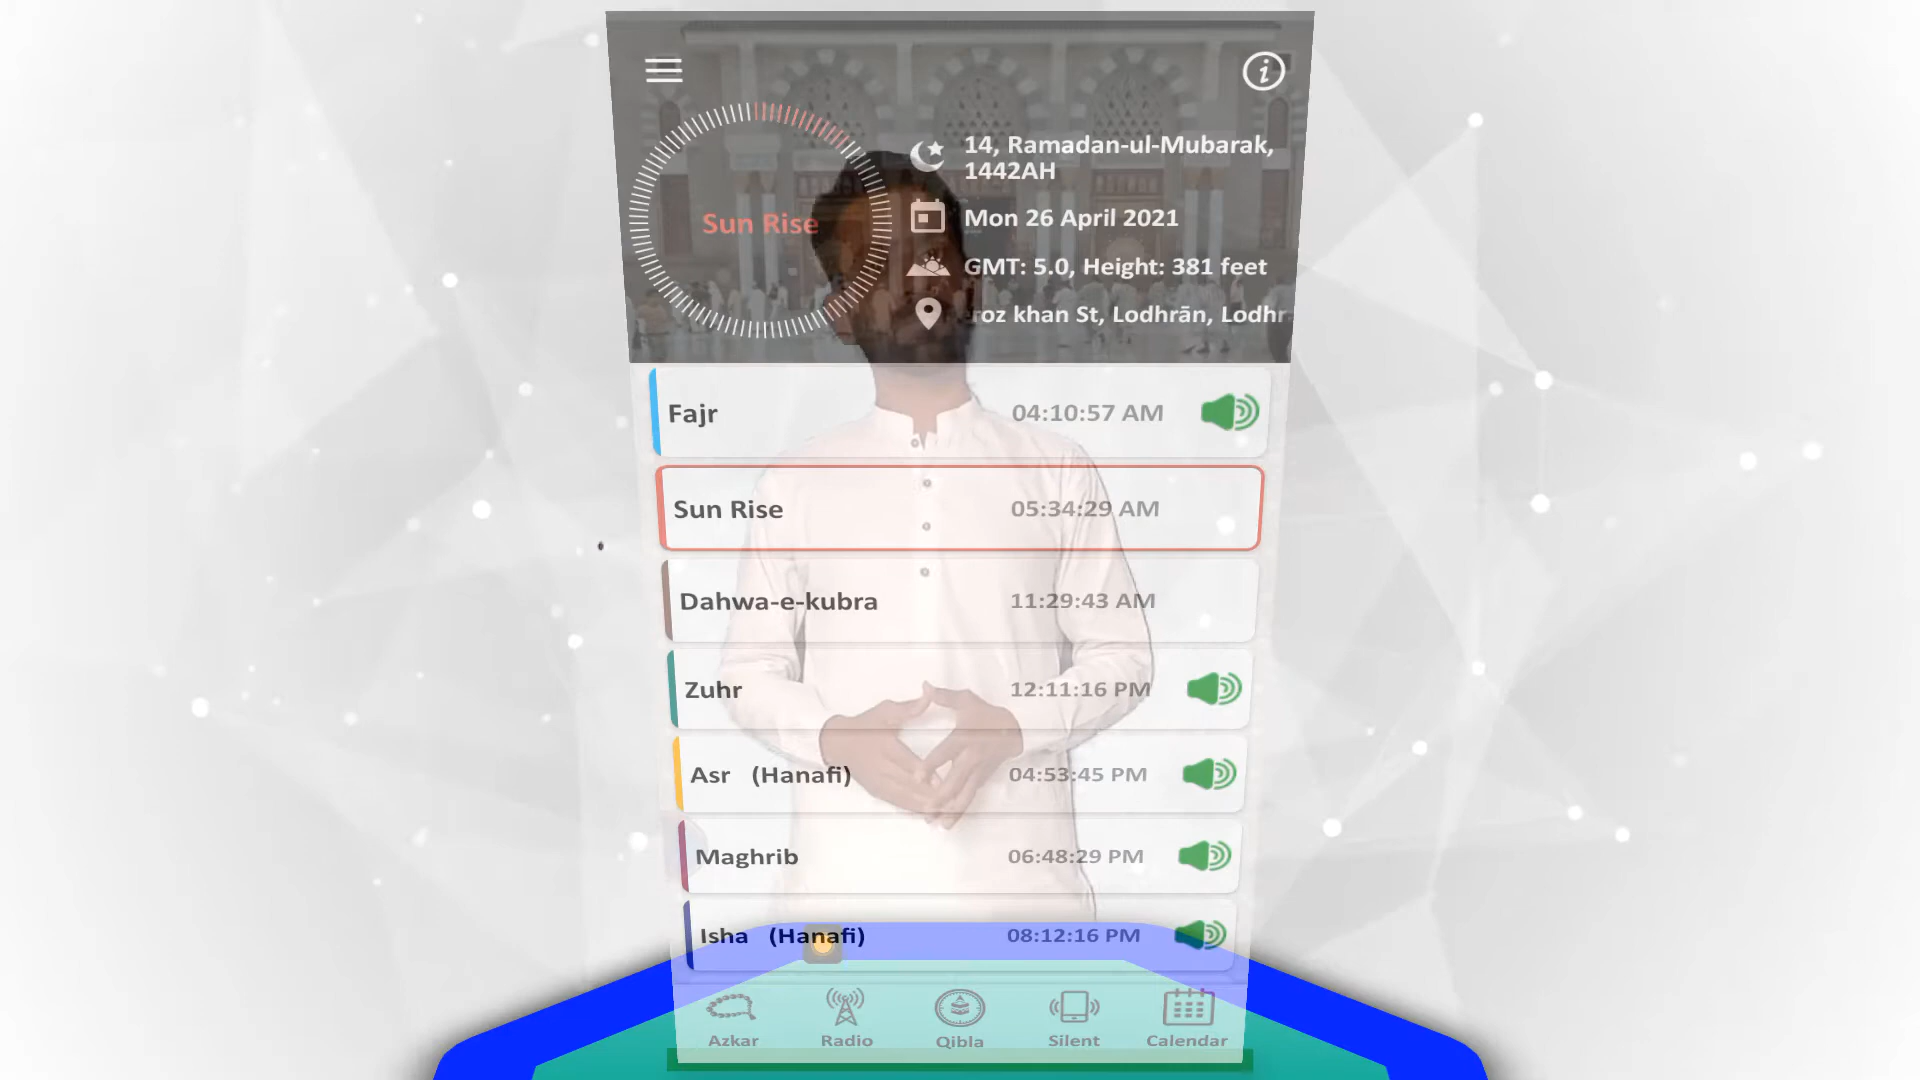 14, Ramadan-ul-Mubarak,
1442AH
Sun Rise
Mon 26 April 2021
GMT: 5.0, Height: 381 feet
roz khan St, Lodhrān, Lodhr
Fajr 04:10:57 AM
Sun Rise 05:34:29 AM
Dahwa-e-kubra 11:29:43 AM
Zuhr 12:11:16 PM
Asr (Hanafi) 04:53:45 PM
Maghrib 06:48:29 PM
Isha (Hanafi) 08:12:16 PM
Azkar Radio Qibla Silent Calendar